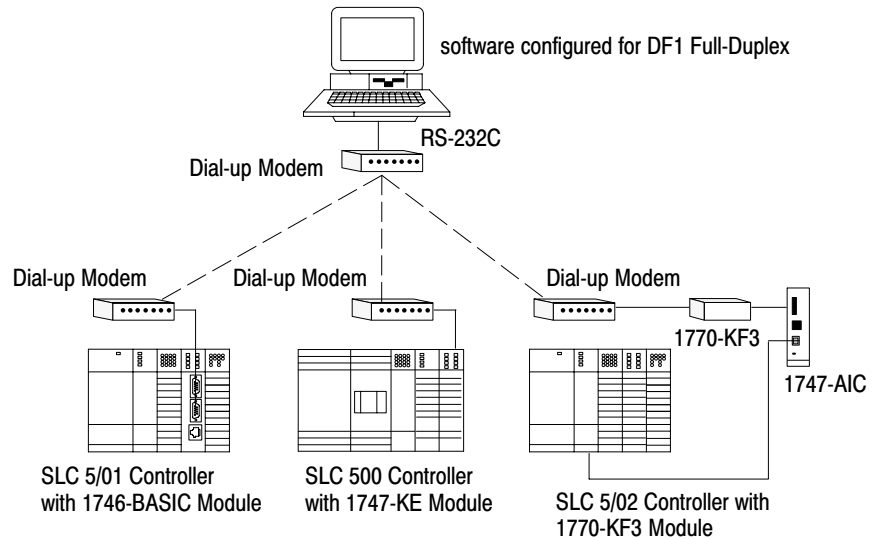 software configured for DF1 Full-Duplex
RS-232C
Dial-up Modem
Dial-up Modem
Dial-up Modem
Dial-up Modem
1770-KF3
1747-AIC
SLC 5/01 Controller
with 1746-BASIC Module
SLC 500 Controller
with 1747-KE Module
SLC 5/02 Controller with
1770-KF3 Module